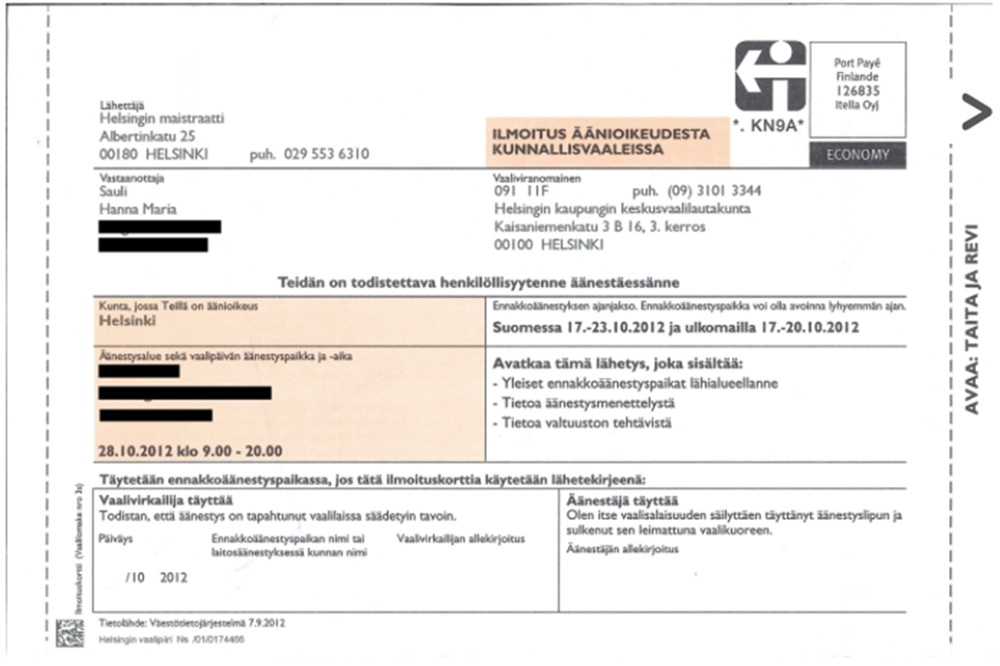 Port Payé
Finlande
126835
Itella Oyj
*. KN9A*
ECONOMY
Lähettäjä
Helsingin maistraatti
Albertinkatu 25
00180 HELSINKI puh. 029 553 6310
ILMOITUS ÄÄNIOIKEUDESTA
KUNNALLISVAALEISSA
Vastaanottaja
Sauli
Hanna Maria
Vaaliviranomainen
091 11F puh. (09) 3101 3344
Helsingin kaupungin keskusvaalilautakunta
Kaisaniemenkatu 3 B 16, 3. kerros
00100 HELSINKI
Teidän on todistettava henkilöllisyytenne äänestäessänne
Kunta, jossa Teillä on äänioikeus
Helsinki
Ennakkoäänestyksen ajanjakso. Ennakkoäänestyspaikka voi olla avoinna lyhyemmän ajan.
Suomessa 17.-23.10.2012 ja ulkomailla 17.-20.10.2012
Äänestysalue sekä vaalipäivän äänestyspaikka ja -aika
28.10.2012 klo 9.00 - 20.00
Avatkaa tämä lähetys, joka sisältää:
- Yleiset ennakkoäänestyspaikat lähialueellanne
- Tietoa äänestysmenettelystä
- Tietoa valtuuston tehtävistä
Täytetään ennakkoäänestyspaikassa, jos tätä ilmoituskorttia käytetään lähetekirjeenä:
Vaalivirkailija täyttää
Todistan, että äänestys on tapahtunut vaalilaissa säädetyin tavoin.
Päiväys
Ennakkoäänestyspaikan nimi tai
laitosäänestyksessä kunnan nimi
Vaalivirkailijan allekirjoitus
/10 2012
Äänestäjä täyttää
Olen itse vaalisalaisuuden säilyttäen täyttänyt äänestyslipun ja
sulkenut sen leimattuna vaalikuoreen.
Äänestäjän allekirjoitus
Tietolähde: Väestötietojärjestelmä 7.9.2012
Helsingin vaalipiiri Ns /01/0174466
Ilmoituskortti (Vaalilomake nro 3a)
AVAA: TAITA JA REVI